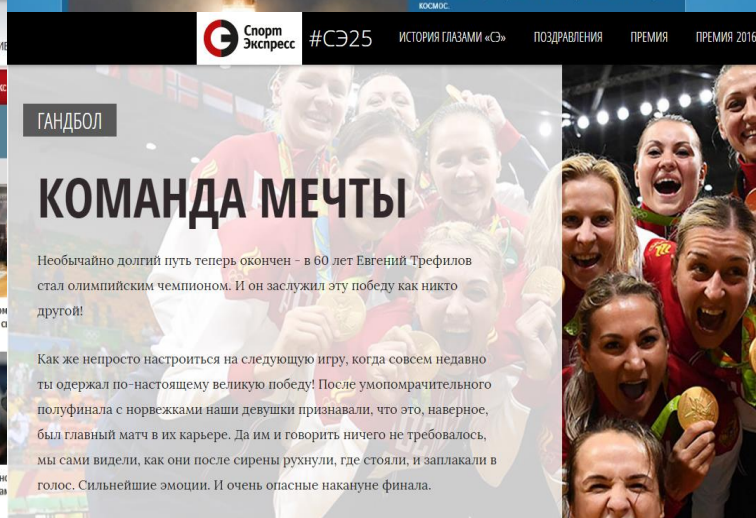 космос.
Спорт
Экспресс
#СЭ25
ИСТОРИЯ ГЛАЗАМИ «СЭ»
ПОЗДРАВЛЕНИЯ
ПРЕМИЯ
ПРЕМИЯ 2016
ГАНДБОЛ
КОМАНДА МЕЧТЫ
Необычайно долгий путь теперь окончен - в 60 лет Евгений Трефилов
стал олимпийским чемпионом. И он заслужил эту победу как никто
другой!
Как же непросто настроиться на следующую игру, когда совсем недавно
ты одержал по-настоящему великую победу! После умопомрачительного
полуфинала с норвежками наши девушки признавали, что это, наверное,
был главный матч в их карьере. Да им и говорить ничего не требовалось,
мы сами видели, как они после сирены рухнули, где стояли, и заплакали в
голос. Сильнейшие эмоции. И очень опасные накануне финала.